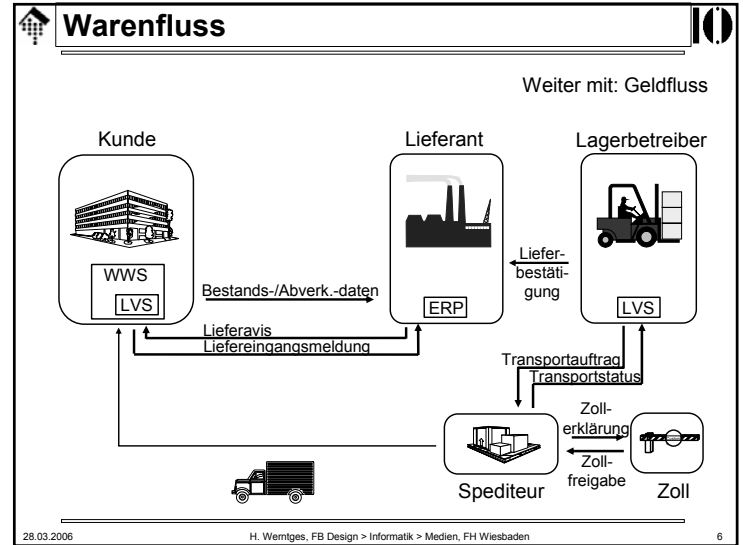 Warenfluss
Weiter mit: Geldfluss
Kunde
Lieferant
Lagerbetreiber
WWS
LVS
Bestands-/Abverk.-daten
ERP
Liefer-
bestäti-
gung
LVS
Lieferavis
Liefereingangsmeldung
Transportauftrag
Transportstatus
Zoll-
erklärung
Zoll-
freigabe
Spediteur
Zoll
28.03.2006
H. Werntges, FB Design > Informatik > Medien, FH Wiesbaden
6